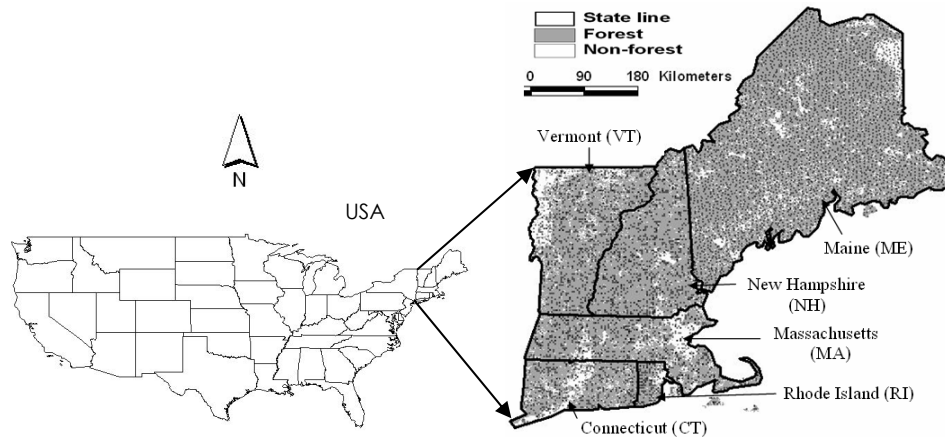 State line
Forest
Non-forest
0 90 180 Kilometers
Vermont (VT)
N
USA
Maine (ME)
New Hampshire
(NH)
Massachusetts
(MA)
Rhode Island (RI)
Connecticut (CT)